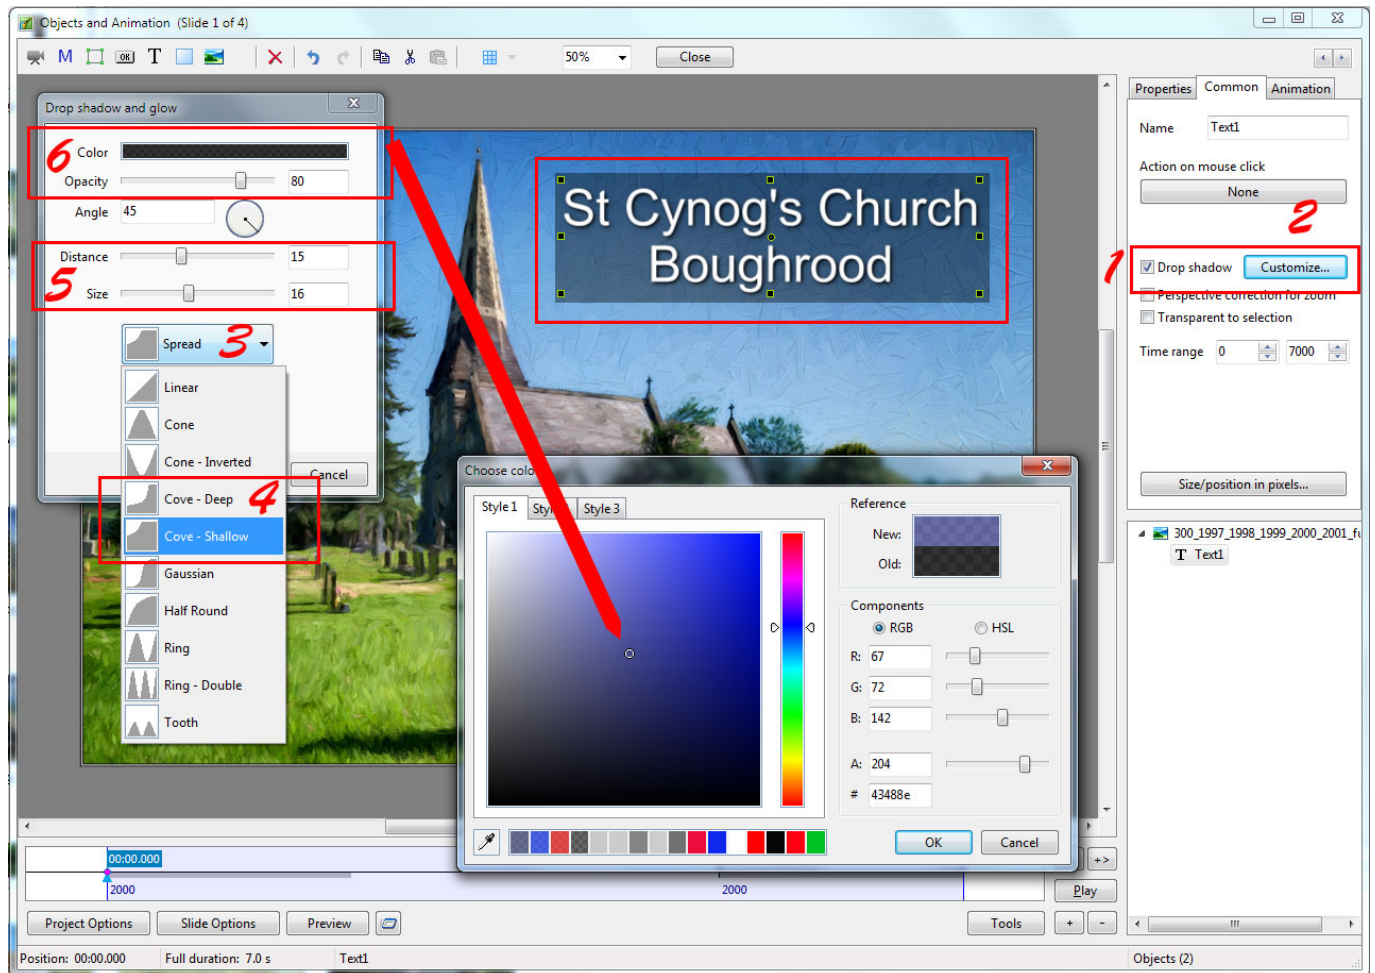 Objects and Animation (Slide 1 of 4)
M OK T 50% Close
Drop shadow and glow
6
Color
Opacity 80
Angle 45
Distance 15
5
Size 16
3
Spread
Linear
Cone
Cone - Inverted
Cancel
Cove - Deep
4
Cove - Shallow
Gaussian
Half Round
Ring
Ring - Double
Tooth
St Cynog's Church
Boughrood
Properties Common Animation
Name Text1
Action on mouse click
None
2
1
Drop shadow Customize...
Perspective correction for zoom
Transparent to selection
Time range 0 7000
Size/position in pixels...
300_1997_1998_1999_2000_2001_fu
T Text1
Choose colo
Style 1 Sty Style 3
Reference
New:
Old:
Components
RGB HSL
R: 67
G: 72
B: 142
A: 204
# 43488e
OK Cancel
00:00.000
2000 2000
+>
Play
Project Options Slide Options Preview Tools + -
Position: 00:00.000 Full duration: 7.0 s Text1 Objects (2)